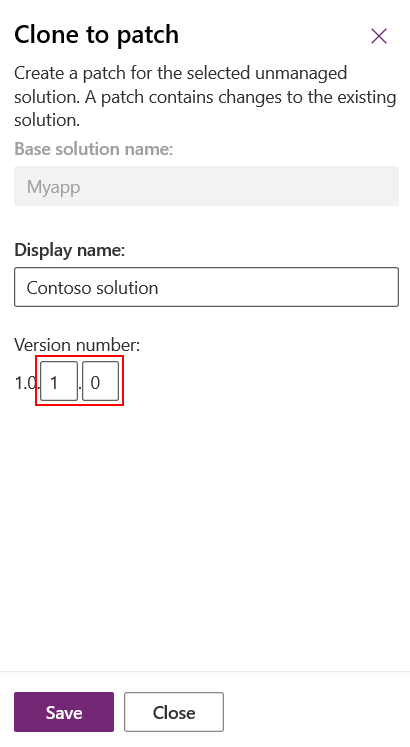 Clone to patch
Create a patch for the selected unmanaged
solution. A patch contains changes to the existing
solution.
Base solution name:
Myapp
Display name:
Contoso solution
Version number:
1.0.1.0
Save Close